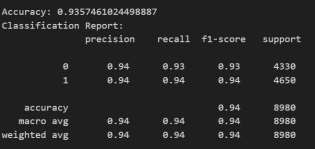 Accuracy: 0.9357461024498887
Classification Report:
precision recall f1-score support
0 0.94 0.93 0.93 4330
1 0.94 0.94 0.94 4650
accuracy 0.94 8980
macro avg 0.94 0.94 0.94 8980
weighted avg 0.94 0.94 0.94 8980